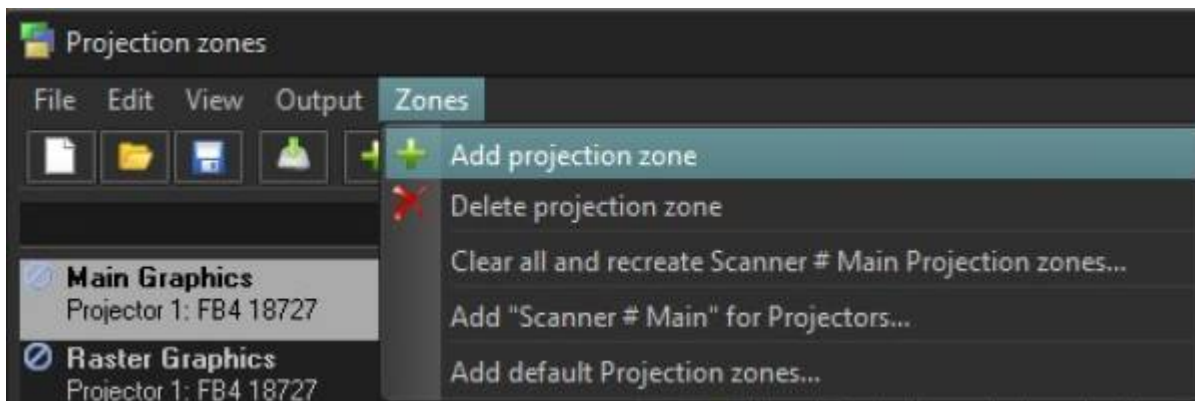 Projection zones
File Edit View Output Zones
Add projection zone
Delete projection zone
Clear all and recreate Scanner # Main Projection zones...
Add "Scanner # Main" for Projectors...
Add default Projection zones...
Main Graphics
Projector 1: FB4 18727
Raster Graphics
Projector 1: FB4 18727